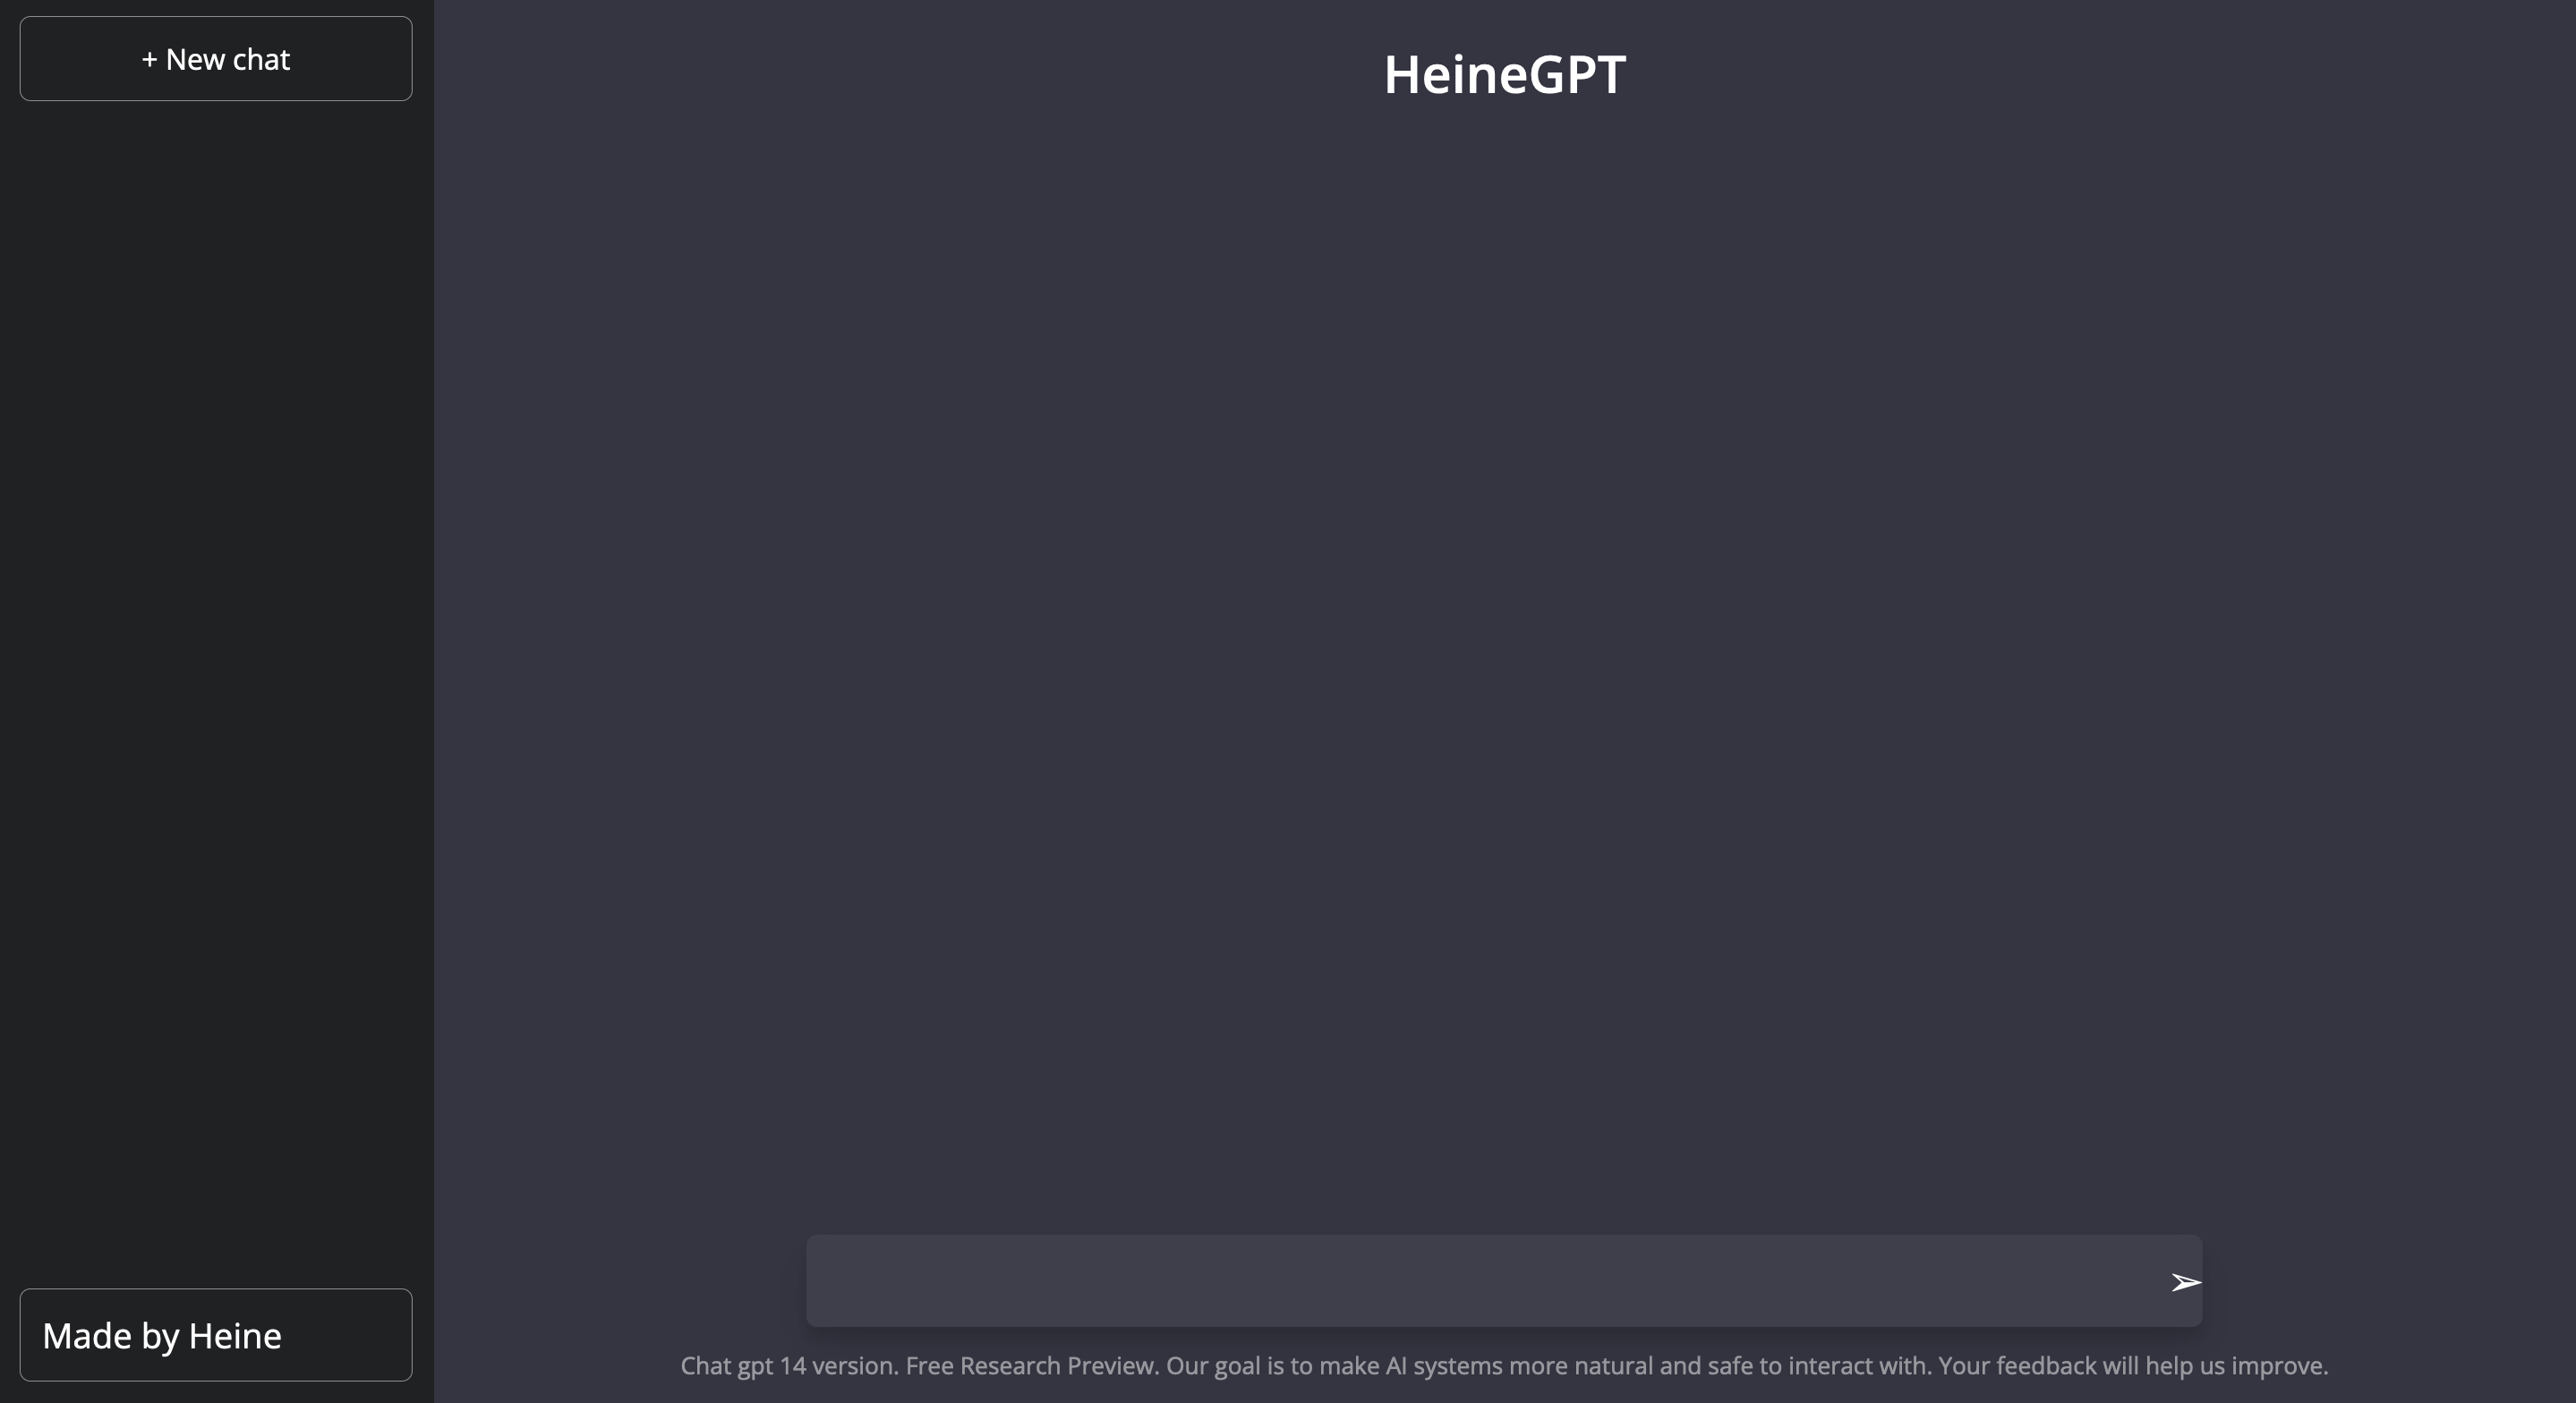 + New chat
HeineGPT
Made by Heine
Chat gpt 14 version. Free Research Preview. Our goal is to make AI systems more natural and safe to interact with. Your feedback will help us improve.